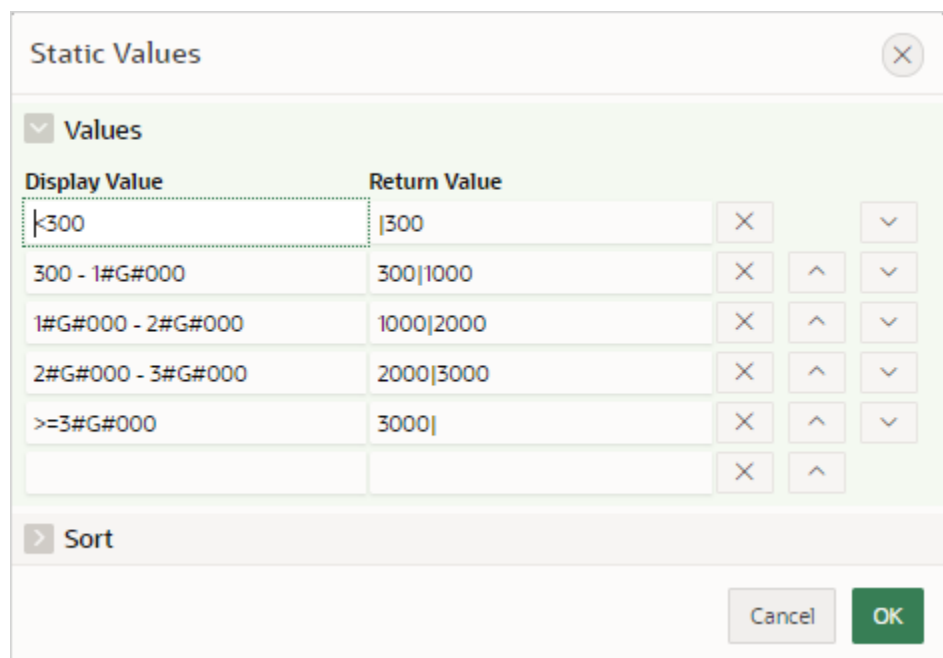 Static Values
Values
Display Value Return Value
<300 |300
300 - 1#G#000 300|1000
1#G#000 - 2#G#000 1000|2000
2#G#000 - 3#G#000 2000|3000
>=3#G#000 3000|
Sort
Cancel OK